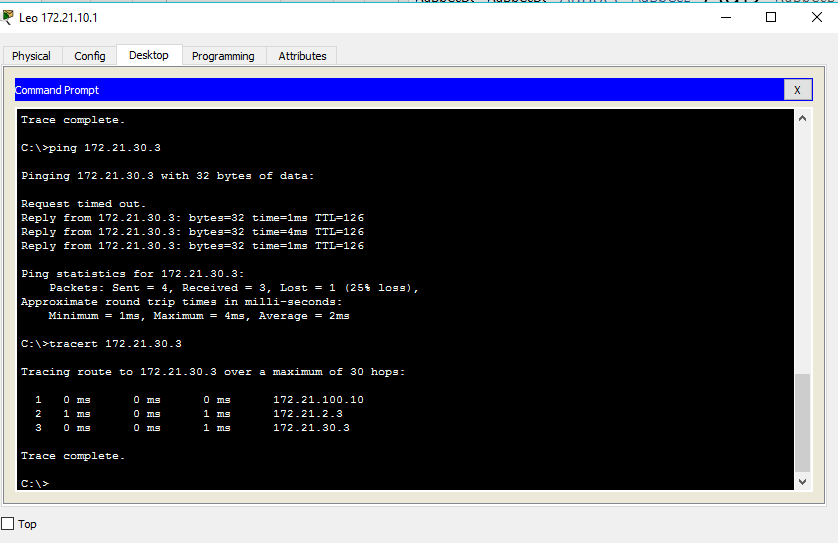 Leo 172.21.10.1
Physical Config Desktop Programming Attributes
Command Prompt
X
Trace complete.
C:\>ping 172.21.30.3
Pinging 172.21.30.3 with 32 bytes of data:
Request timed out.
Reply from 172.21.30.3: bytes=32 time=1ms TTL=126
Reply from 172.21.30.3: bytes=32 time=4ms TTL=126
Reply from 172.21.30.3: bytes=32 time=1ms TTL=126
Ping statistics for 172.21.30.3:
Packets: Sent = 4, Received = 3, Lost = 1 (25% loss),
Approximate round trip times in milli-seconds:
Minimum = 1ms, Maximum = 4ms, Average = 2ms
C:\>tracert 172.21.30.3
Tracing route to 172.21.30.3 over a maximum of 30 hops:
1 0 ms 0 ms 0 ms 172.21.100.10
2 1 ms 0 ms 1 ms 172.21.2.3
3 0 ms 0 ms 1 ms 172.21.30.3
Trace complete.
C:\>
Top